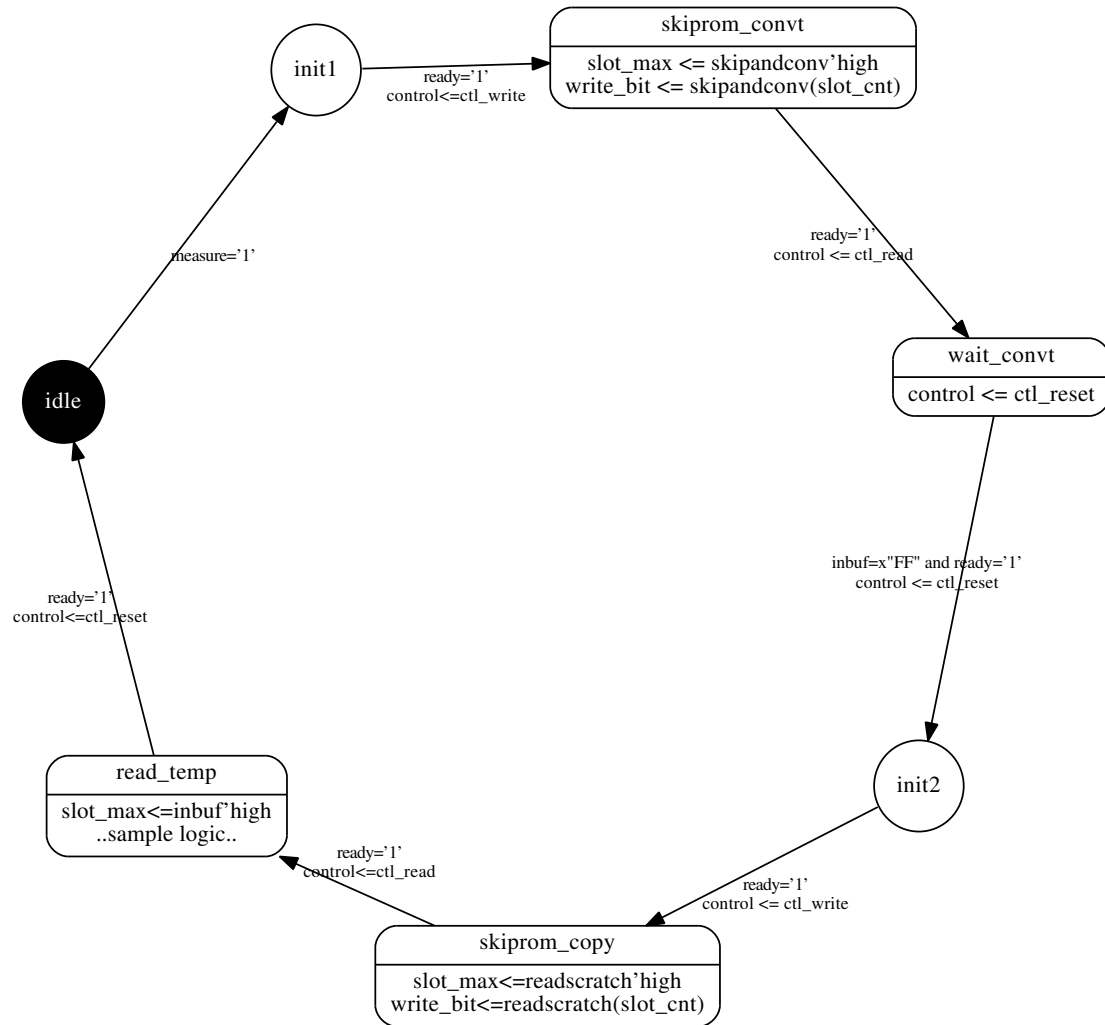 skiprom_convt
slot_max <= skipandconv’high
write_bit <= skipandconv(slot_cnt)
init1
ready=’1’
control<=ctl_write
ready=’1’
control <= ctl_read
measure=’1’
wait_convt
control <= ctl_reset
idle
inbuf=x"FF" and ready=’1’
control <= ctl_reset
ready=’1’
control<=ctl_reset
read_temp
slot_max<=inbuf’high
..sample logic..
init2
ready=’1’
control<=ctl_read
ready=’1’
control <= ctl_write
skiprom_copy
slot_max<=readscratch’high
write_bit<=readscratch(slot_cnt)